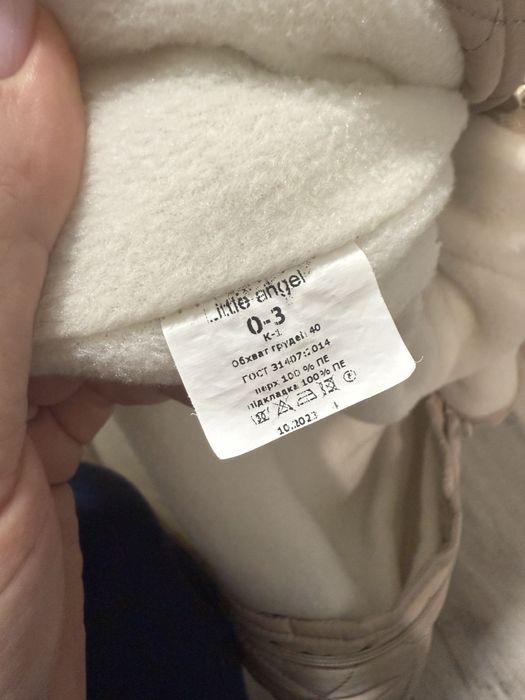 Little angel
0-3
К-1
Обхват грудей 40
ГОСТ 31407:2014
верх 100 % ПЕ
підкладка 100% ПЕ
10.2023